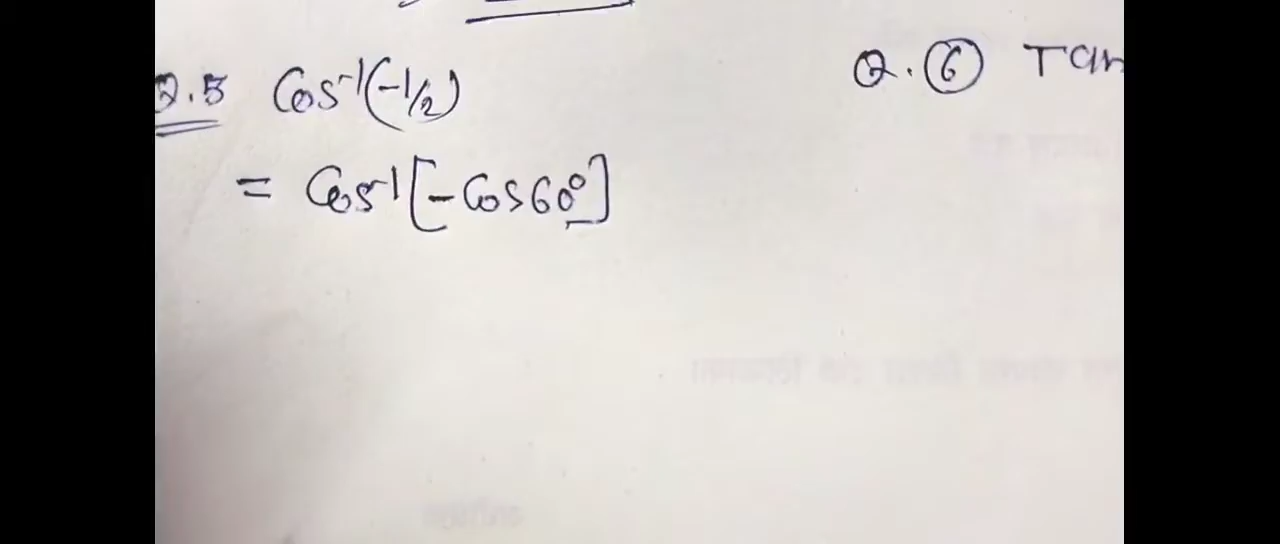 Q.5 Cos⁻¹(-1/2)
= Cos⁻¹[-Cos60°]
Q.⑥ Tan